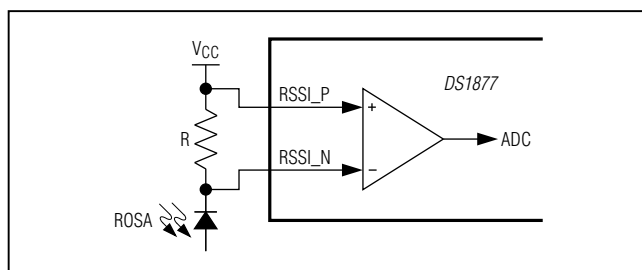 VCC
DS1877
RSSI_P
+
ADC
R
RSSI_N
−
ROSA